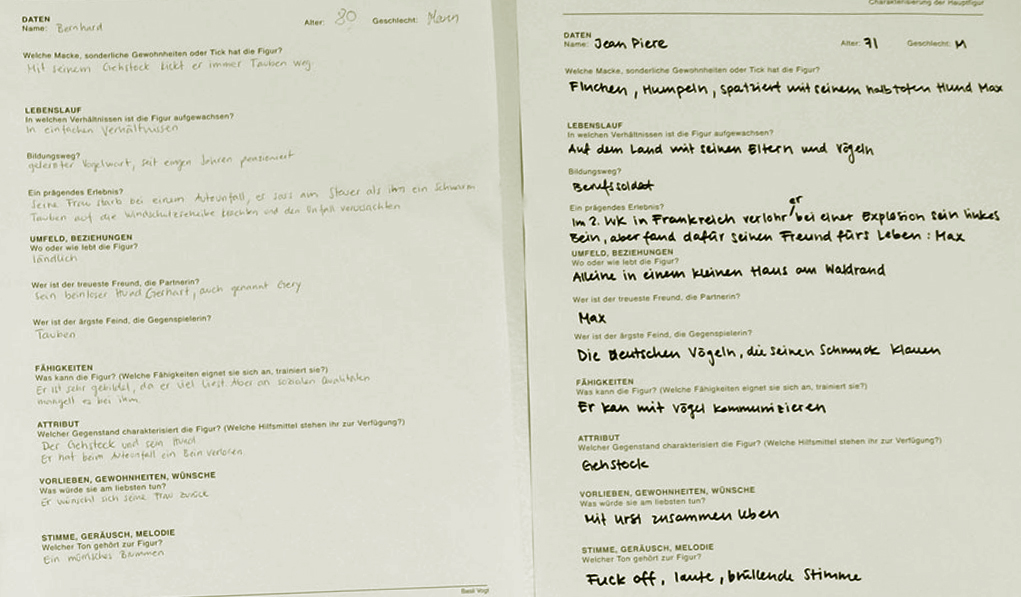 DATEN
Name: Bernhard Alter: 80 Geschlecht: Mann
Welche Macke, sonderliche Gewohnheiten oder Tick hat die Figur?
Mit seinem Gehstock kickt er immer Tauben weg.
LEBENSLAUF
In welchen Verhältnissen ist die Figur aufgewachsen?
In einfachen Verhältnissen
Bildungsweg?
gelernter Vogelwart, seit einigen Jahren pensioniert
Ein prägendes Erlebnis?
Seine Frau starb bei einem Autounfall, er sass am Steuer als ihm ein Schwarm
Tauben auf die Windschutzscheibe krachten und den Unfall verursachten
UMFELD, BEZIEHUNGEN
Wo oder wie lebt die Figur?
ländlich
Wer ist der treueste Freund, die Partnerin?
Sein beinloser Hund Gerhart, auch genannt Gery
Wer ist der ärgste Feind, die Gegenspielerin?
Tauben
FÄHIGKEITEN
Was kann die Figur? (Welche Fähigkeiten eignet sie sich an, trainiert sie?)
Er ist sehr gebildet, da er viel liest. Aber an sozialen Qualitäten
mangelt es bei ihm.
ATTRIBUT
Welcher Gegenstand charakterisiert die Figur? (Welche Hilfsmittel stehen ihr zur Verfügung?)
Der Gehstock und sein Hund
Er hat beim Autounfall ein Bein verloren
VORLIEBEN, GEWOHNHEITEN, WÜNSCHE
Was würde sie am liebsten tun?
Er wünscht sich seine Frau zurück
STIMME, GERÄUSCH, MELODIE
Welcher Ton gehört zur Figur?
Ein mürrisches Brummen
Basil Vogt
Charakterisierung der Hauptfigur
DATEN
Name: Jean Piere Alter: 71 Geschlecht: M
Welche Macke, sonderliche Gewohnheiten oder Tick hat die Figur?
Fluchen, Humpeln, spatziert mit seinem halbtoten Hund Max
LEBENSLAUF
In welchen Verhältnissen ist die Figur aufgewachsen?
Auf dem Land mit seinen Eltern und Vögeln
Bildungsweg?
Berufssoldat
Ein prägendes Erlebnis?
Im 2. WK in Frankreich verlohr er bei einer Explosion sein linkes
Bein, aber fand dafür seinen Freund fürs Leben: Max
UMFELD, BEZIEHUNGEN
Wo oder wie lebt die Figur?
Alleine in einem kleinen Haus am Waldrand
Wer ist der treueste Freund, die Partnerin?
Max
Wer ist der ärgste Feind, die Gegenspielerin?
Die Deutschen Vögeln, die seinen Schmuck klauen
FÄHIGKEITEN
Was kann die Figur? (Welche Fähigkeiten eignet sie sich an, trainiert sie?)
Er kan mit Vögel kommunizieren
ATTRIBUT
Welcher Gegenstand charakterisiert die Figur? (Welche Hilfsmittel stehen ihr zur Verfügung?)
Gehstock
VORLIEBEN, GEWOHNHEITEN, WÜNSCHE
Was würde sie am liebsten tun?
Mit Ursi zusammen leben
STIMME, GERÄUSCH, MELODIE
Welcher Ton gehört zur Figur?
Fuck off, laute, brüllende Stimme